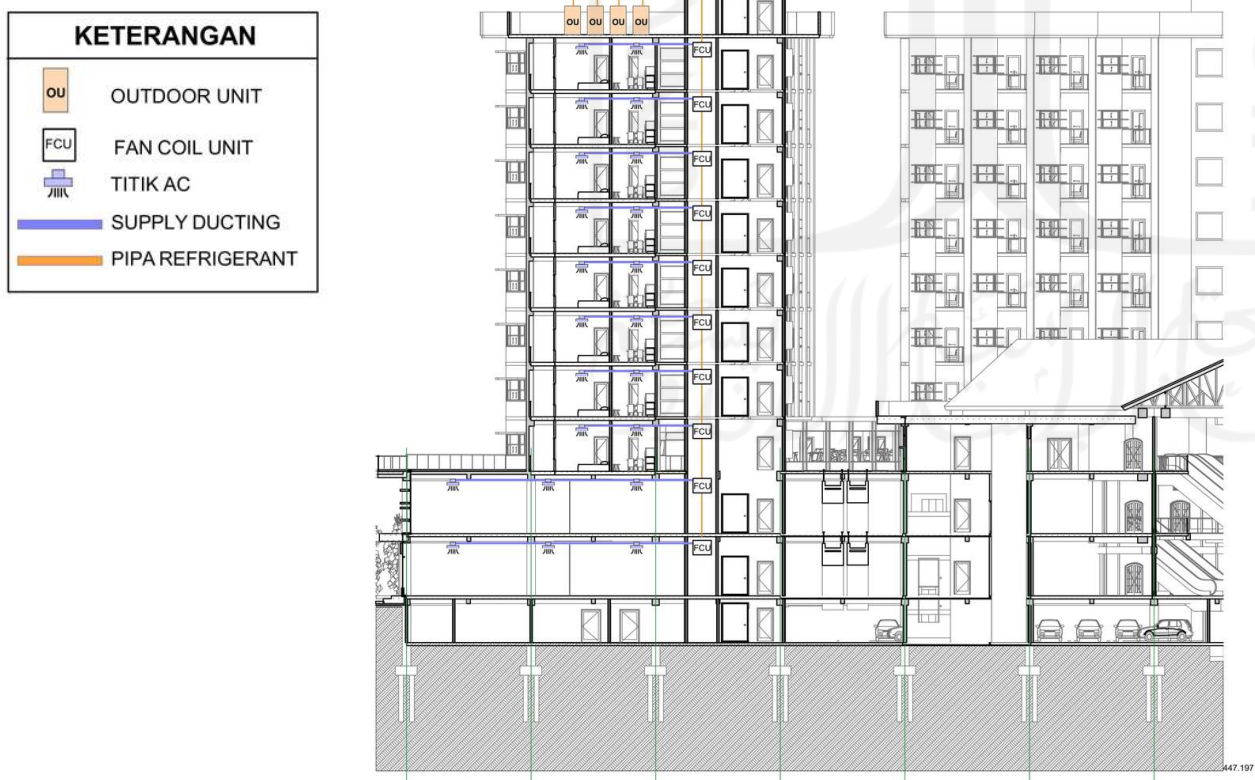 KETERANGAN
OU OUTDOOR UNIT
FCU FAN COIL UNIT
TITIK AC
SUPPLY DUCTING
PIPA REFRIGERANT
OU OU OU OU
FCU
FCU
FCU
FCU
FCU
FCU
FCU
FCU
FCU
FCU
447.197